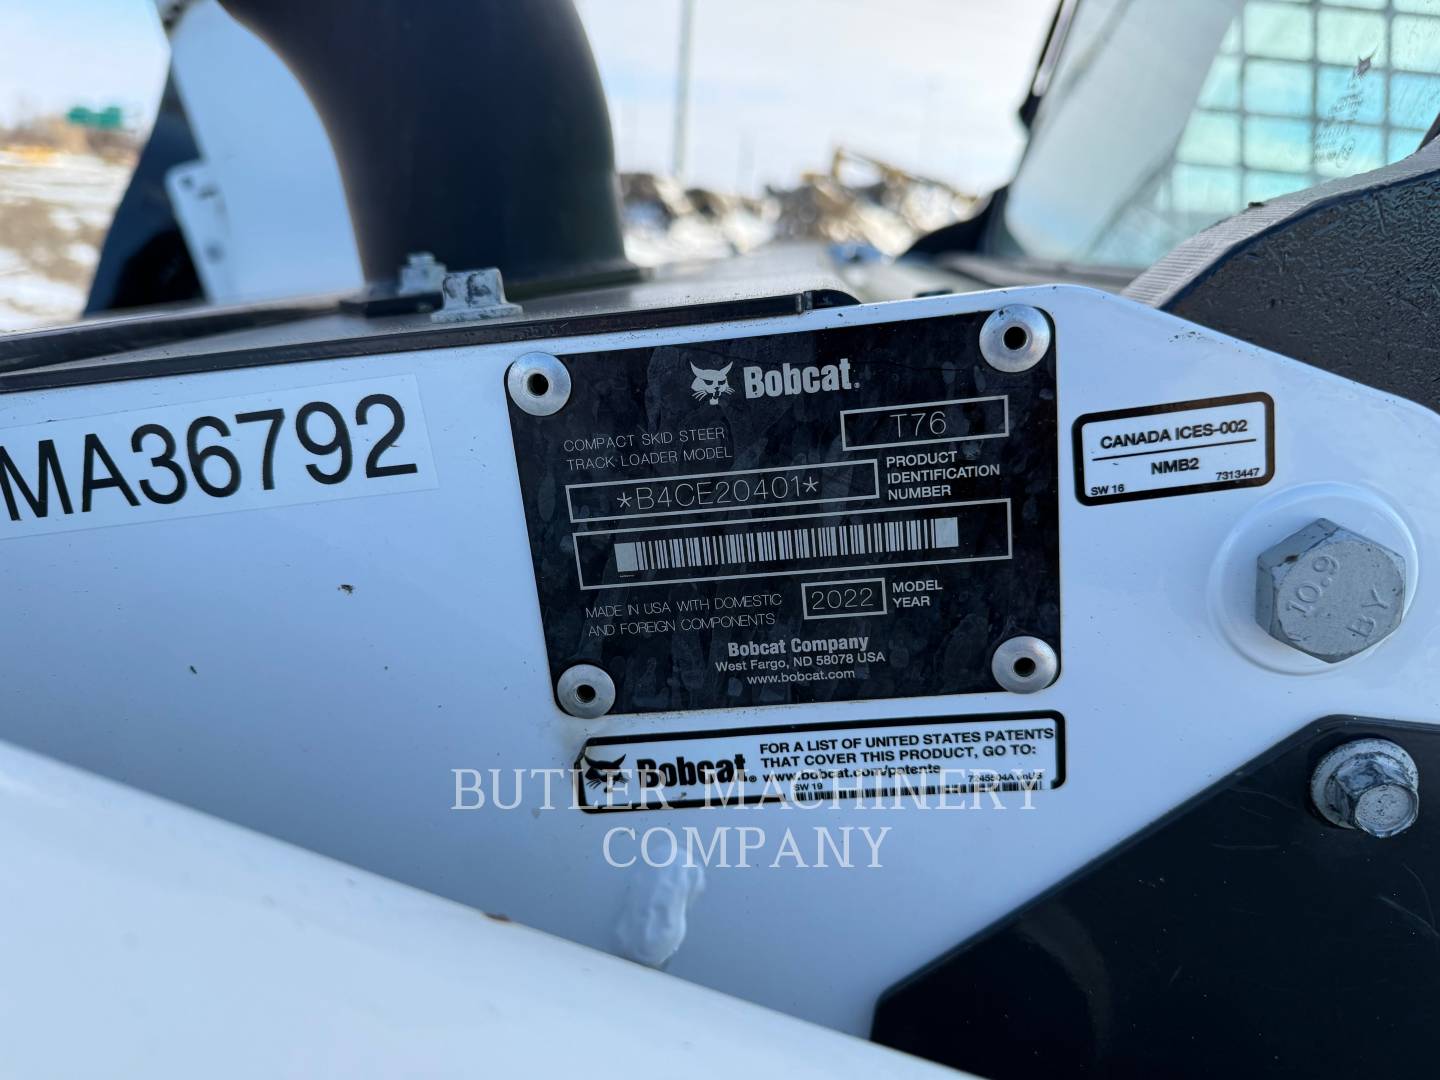 MA36792
Bobcat®
COMPACT SKID STEER
TRACK LOADER MODEL
T76
*B4CE20401*
PRODUCT
IDENTIFICATION
NUMBER
MADE IN USA WITH DOMESTIC
AND FOREIGN COMPONENTS
2022
MODEL
YEAR
Bobcat Company
West Fargo, ND 58078 USA
www.bobcat.com
CANADA ICES-002
NMB2
SW 16
7313447
10.9
BY
Bobcat®
FOR A LIST OF UNITED STATES PATENTS
THAT COVER THIS PRODUCT, GO TO:
www.bobcat.com/patents
SW 19
7245504A enUS
BUTLER MACHINERY
COMPANY